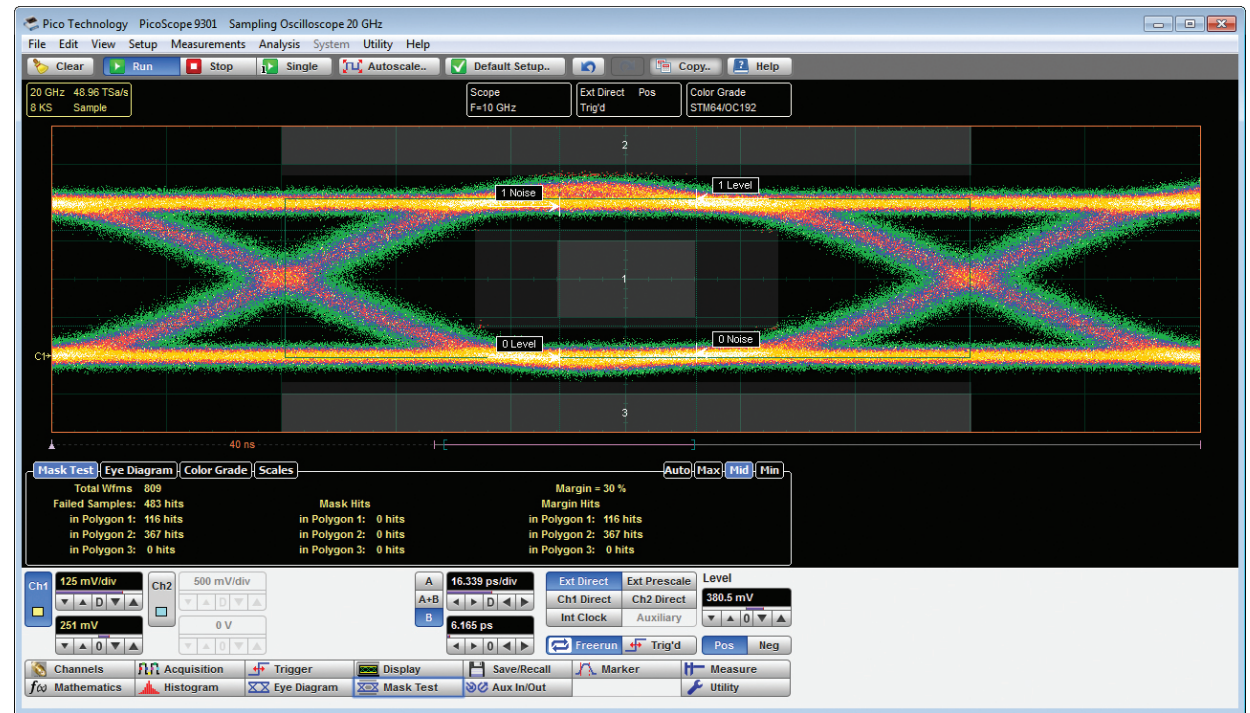 Pico Technology PicoScope 9301 Sampling Oscilloscope 20 GHz
File Edit View Setup Measurements Analysis System Utility Help
Clear Run Stop Single Autoscale.. Default Setup.. Copy.. Help
20 GHz 48.96 TSa/s Scope Ext Direct Pos Color Grade
8 KS Sample F=10 GHz Trig'd STM64/OC192
2
1 Noise 1 Level
1
0 Level 0 Noise
C1
3
40 ns
Mask Test Eye Diagram Color Grade Scales Auto Max Mid Min
Total Wfms 809 Margin = 30 %
Failed Samples: 483 hits Mask Hits Margin Hits
in Polygon 1: 116 hits in Polygon 1: 0 hits in Polygon 1: 116 hits
in Polygon 2: 367 hits in Polygon 2: 0 hits in Polygon 2: 367 hits
in Polygon 3: 0 hits in Polygon 3: 0 hits in Polygon 3: 0 hits
Ch1 125 mV/div Ch2 500 mV/div A 16.339 ps/div Ext Direct Ext Prescale Level
D D A+B D Ch1 Direct Ch2 Direct 380.5 mV
251 mV 0 V B 6.165 ps Int Clock Auxiliary 0
0 0 0 Freerun Trig'd Pos Neg
Channels Acquisition Trigger Display Save/Recall Marker Measure
f(x) Mathematics Histogram Eye Diagram Mask Test Aux In/Out Utility